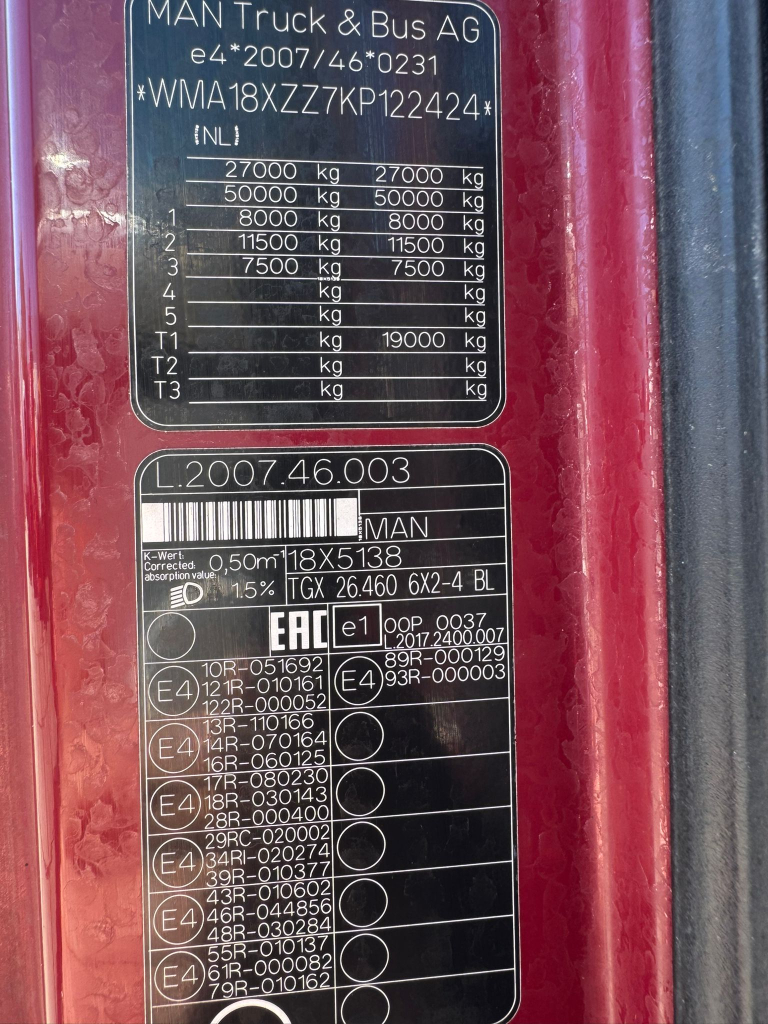 MAN Truck & Bus AG
e4*2007/46*0231
*WMA18XZZ7KP122424*
(NL)
27000 kg 27000 kg
50000 kg 50000 kg
1 8000 kg 8000 kg
2 11500 kg 11500 kg
3 7500 kg 7500 kg
4 kg kg
5 kg kg
T1 kg 19000 kg
T2 kg kg
T3 kg kg
L.2007.46.003
MAN
K-Wert:
Corrected:
absorption value:
0,50m-1
18X5138
1.5%
TGX 26.460 6X2-4 BL
EAC
e1
00P_0037
L.2017.2400.007
E4
10R-051692
121R-010161
122R-000052
E4
89R-000129
93R-000003
E4
13R-110166
14R-070164
16R-060125
E4
17R-080230
18R-030143
28R-000400
E4
29RC-020002
34RI-020274
39R-010377
E4
43R-010602
46R-044856
48R-030284
E4
55R-010137
61R-000082
79R-010162